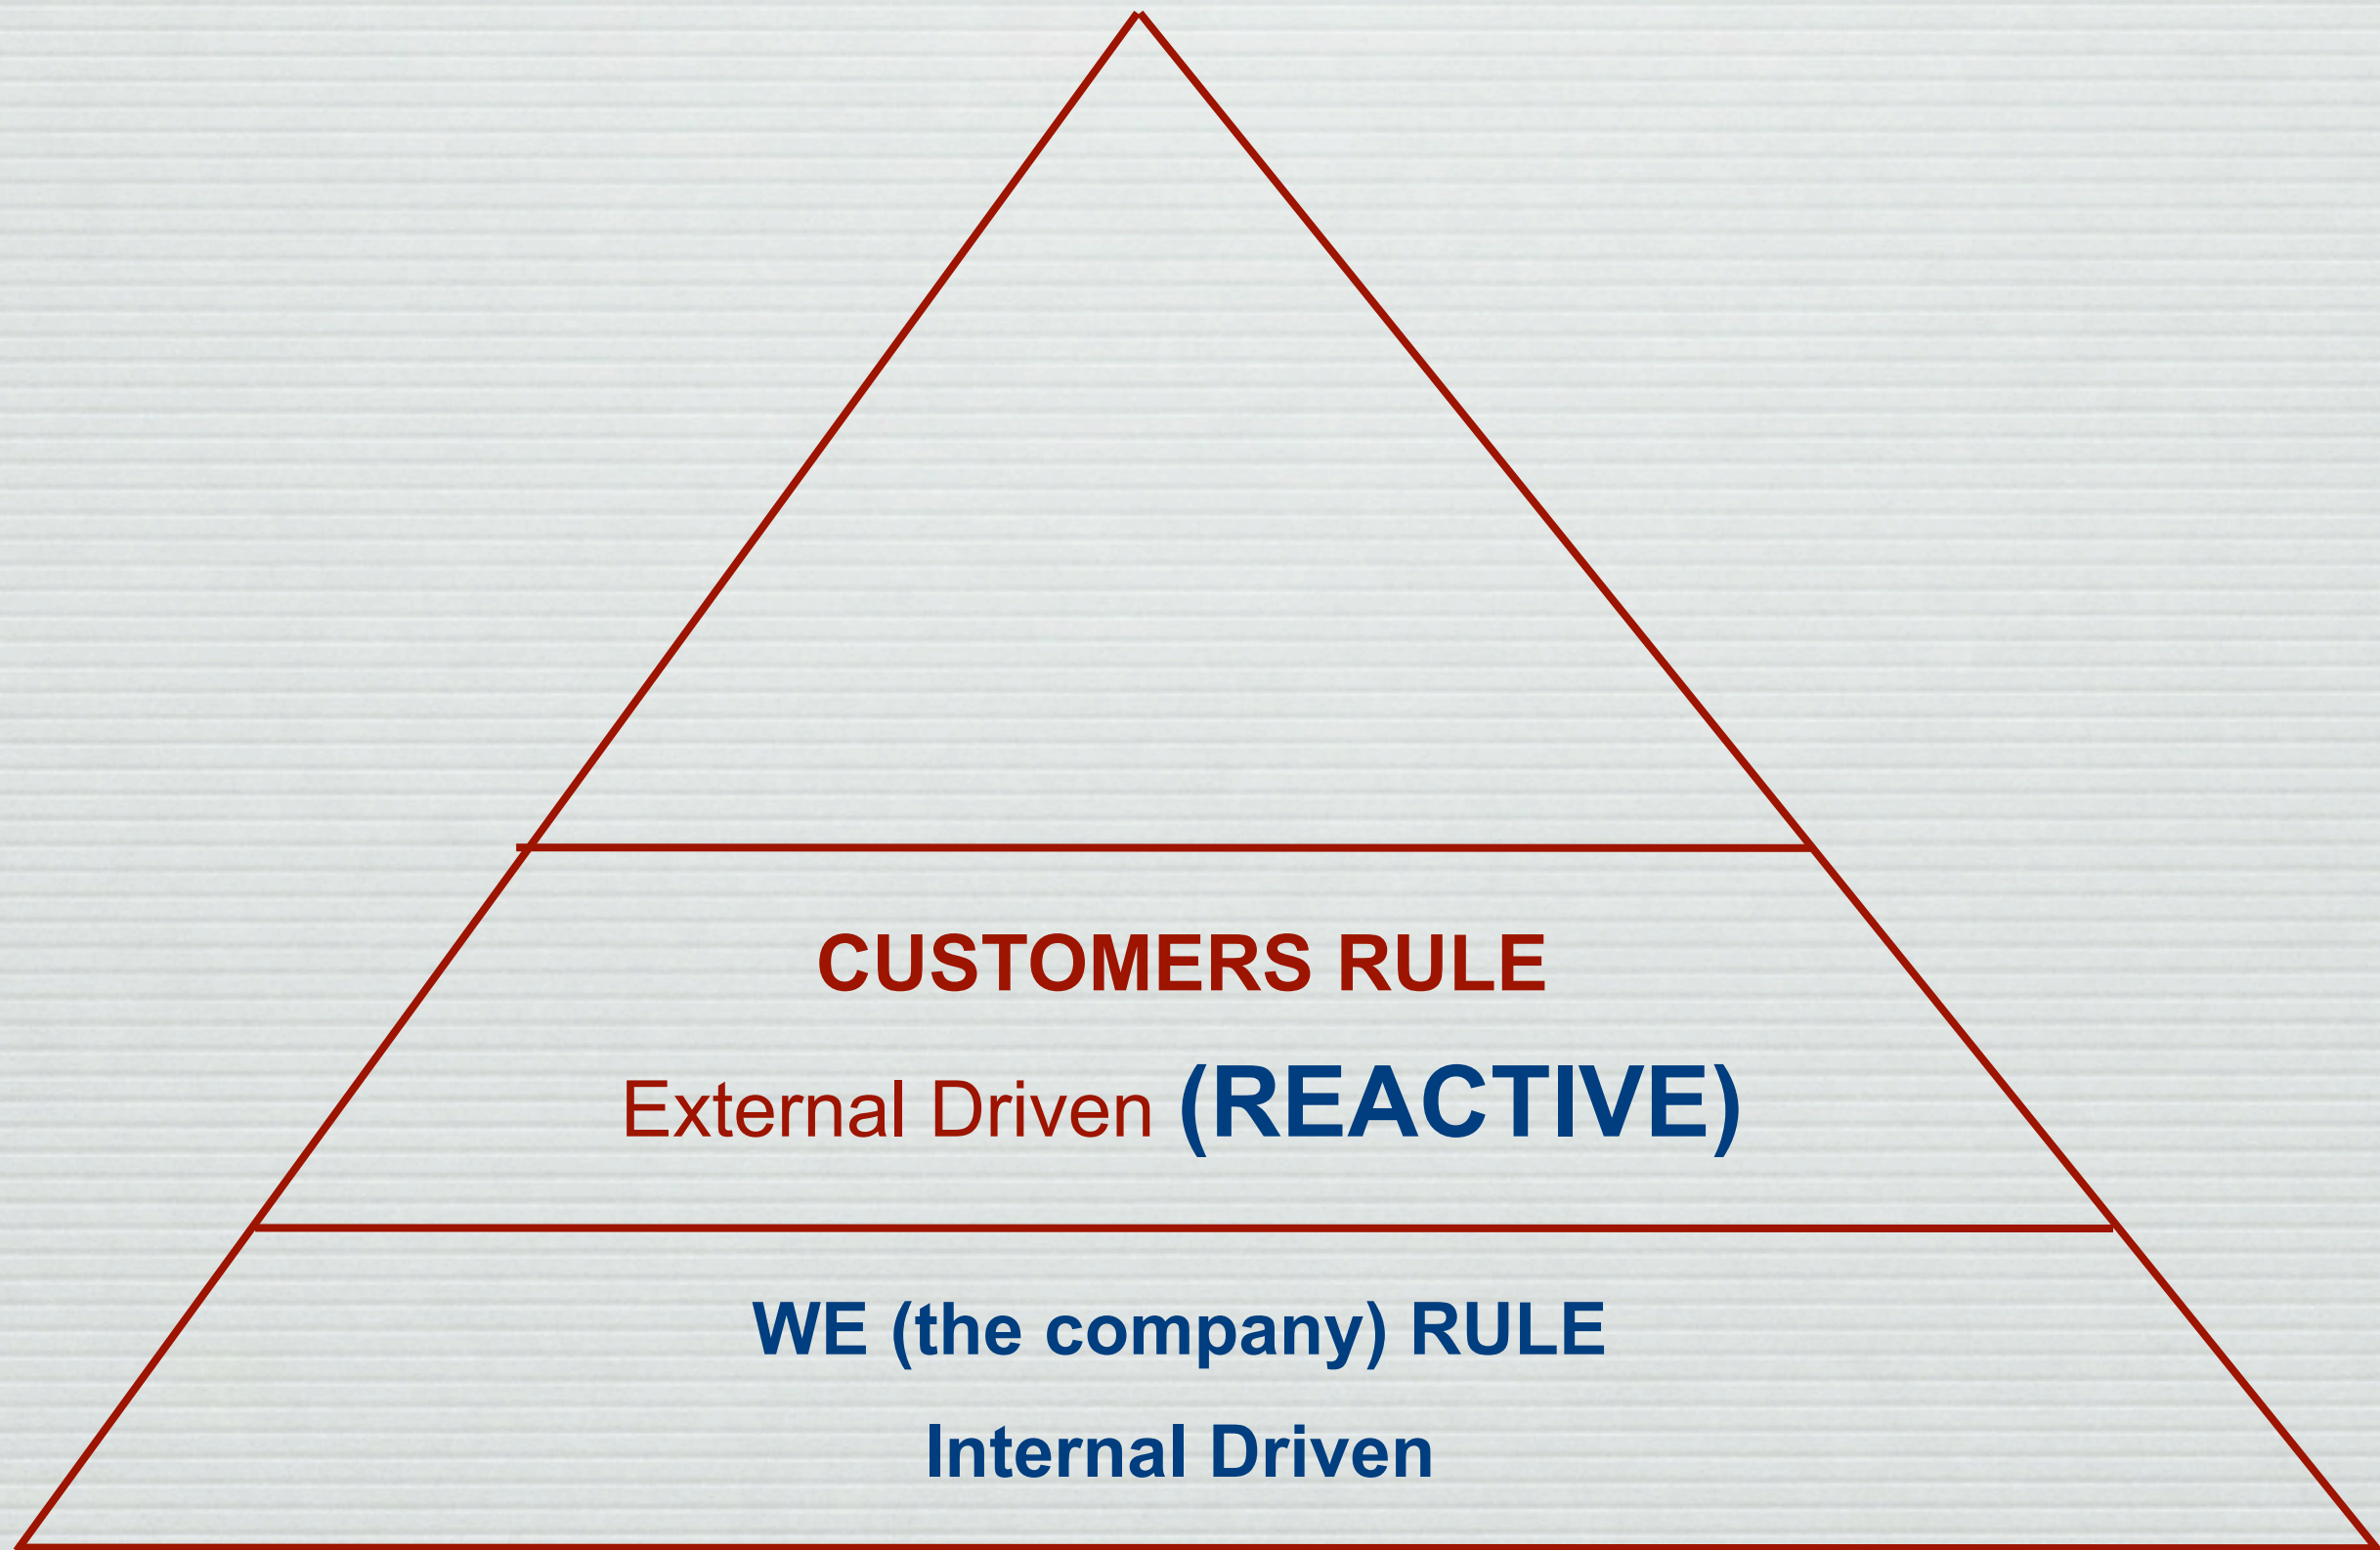 CUSTOMERS RULE
External Driven (REACTIVE)
WE (the company) RULE
Internal Driven